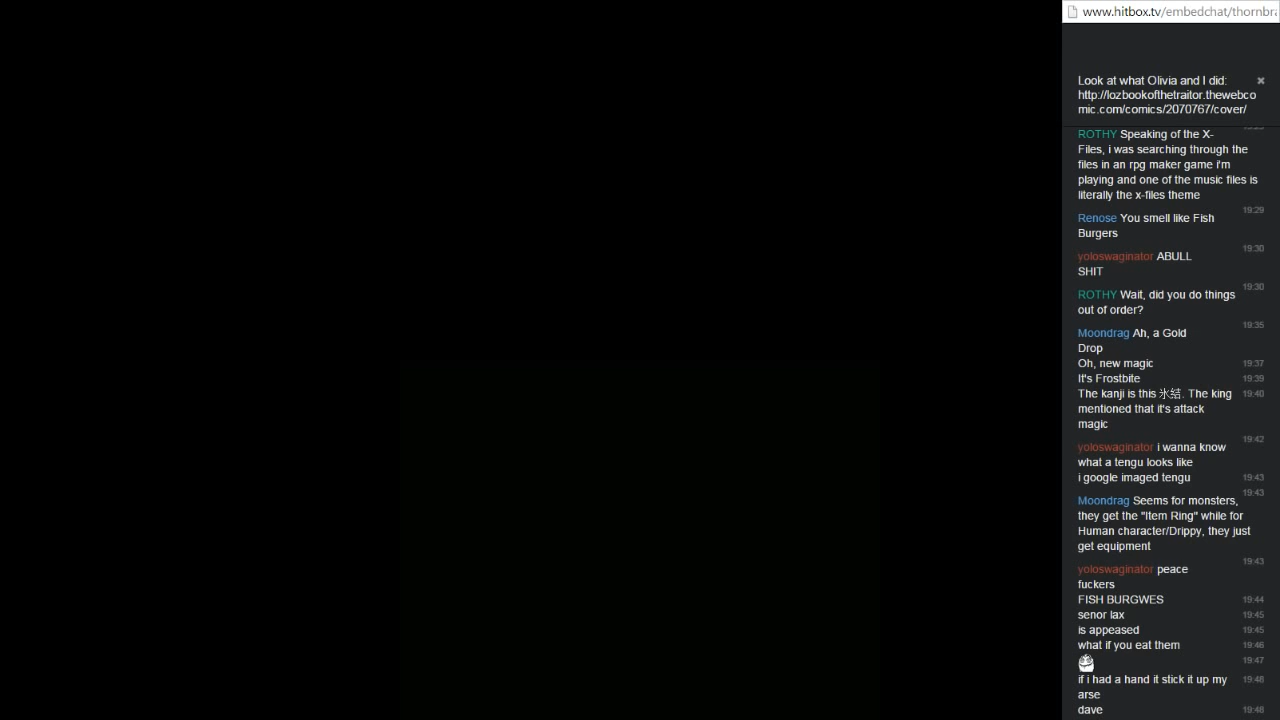 www.hitbox.tv/embedchat/thornbra
Look at what Olivia and I did:
http://lozbookofthetraitor.thewebco
mic.com/comics/2070767/cover/
ROTHY Speaking of the X-
Files, i was searching through the
files in an rpg maker game i'm
playing and one of the music files is
literally the x-files theme
19:29
Renose You smell like Fish
Burgers
19:30
yoloswaginator ABULL
SHIT
19:30
ROTHY Wait, did you do things
out of order?
19:35
Moondrag Ah, a Gold
Drop
Oh, new magic 19:37
It's Frostbite 19:39
The kanji is this 氷结. The king 19:40
mentioned that it's attack
magic
19:42
yoloswaginator i wanna know
what a tengu looks like
i google imaged tengu 19:43
19:43
Moondrag Seems for monsters,
they get the "Item Ring" while for
Human character/Drippy, they just
get equipment
19:43
yoloswaginator peace
fuckers
FISH BURGWES 19:44
senor lax 19:45
is appeased 19:45
what if you eat them 19:46
19:47
if i had a hand it stick it up my 19:48
arse
dave 19:48